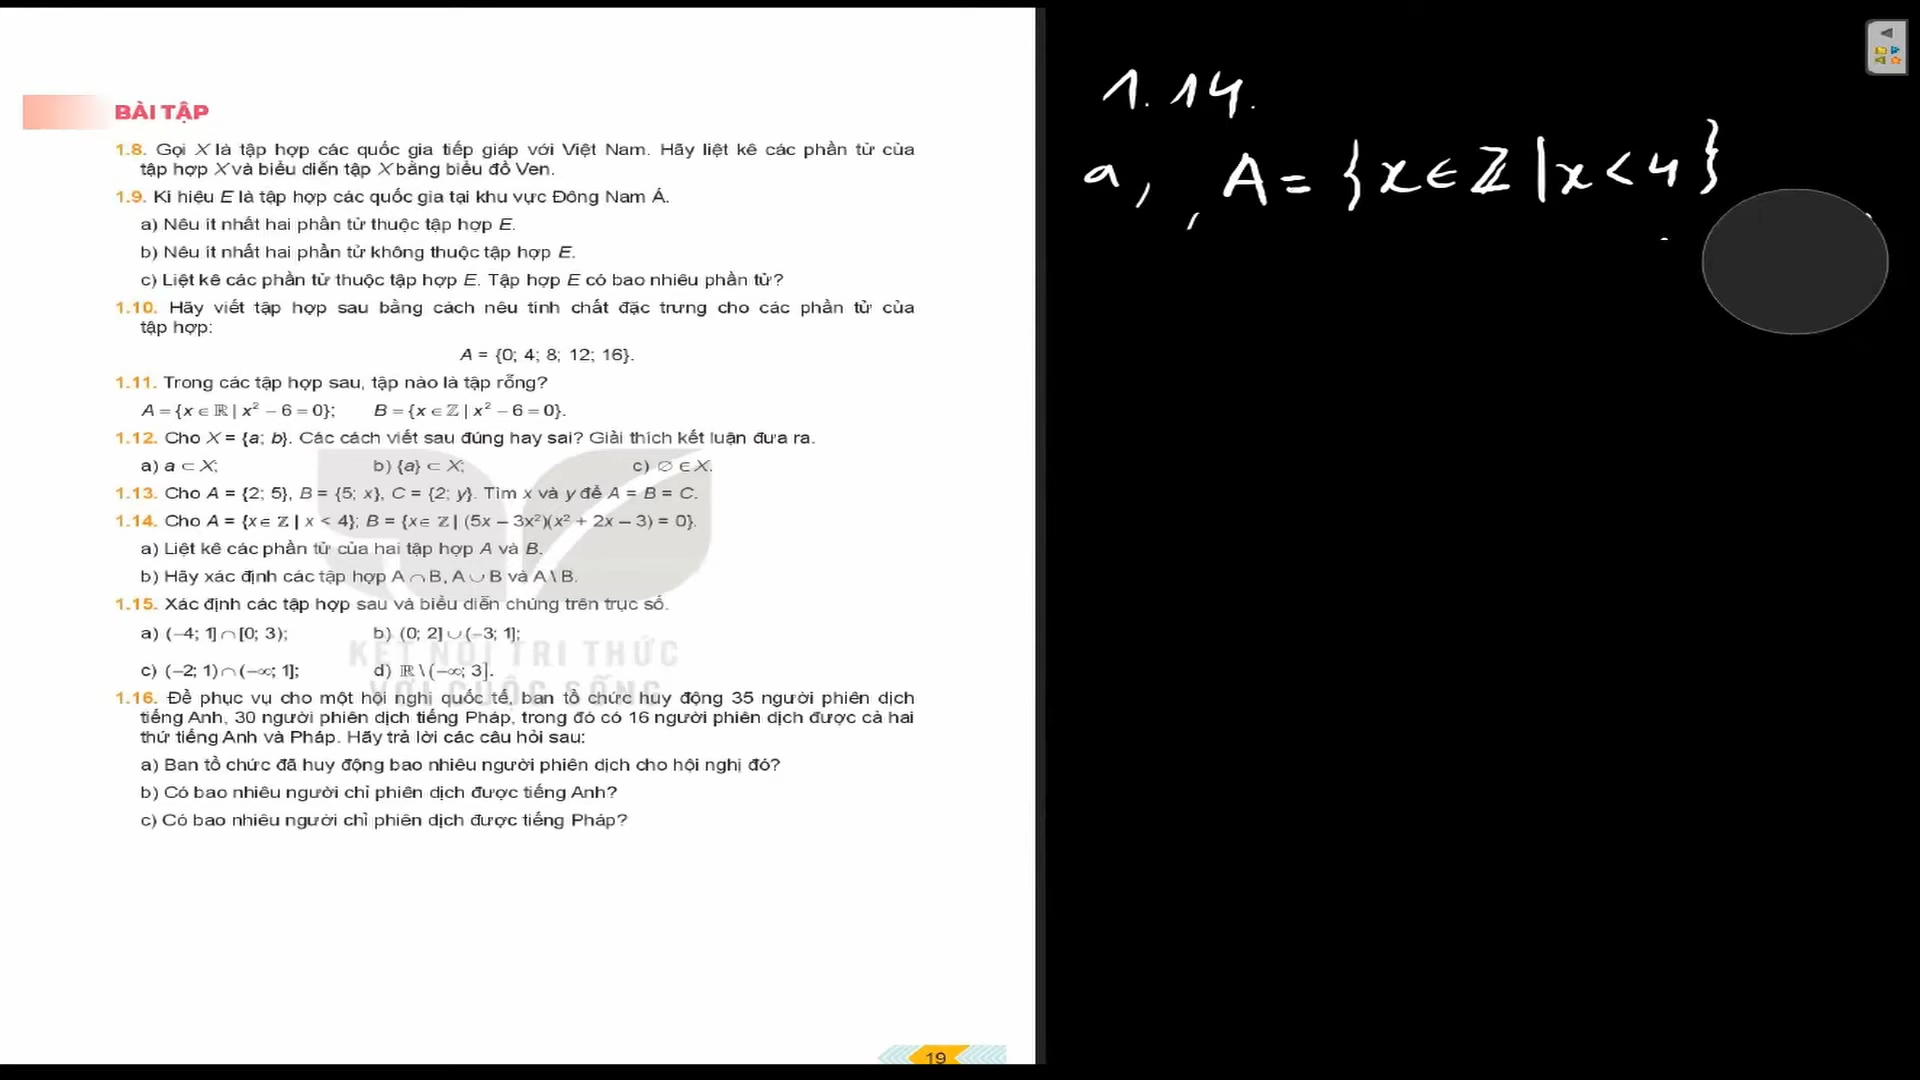 BÀI TẬP
1.8. Gọi X là tập hợp các quốc gia tiếp giáp với Việt Nam. Hãy liệt kê các phần tử của
tập hợp X và biểu diễn tập X bằng biểu đồ Ven.
1.9. Kí hiệu E là tập hợp các quốc gia tại khu vực Đông Nam Á.
a) Nêu ít nhất hai phần tử thuộc tập hợp E.
b) Nêu ít nhất hai phần tử không thuộc tập hợp E.
c) Liệt kê các phần tử thuộc tập hợp E. Tập hợp E có bao nhiêu phần tử?
1.10. Hãy viết tập hợp sau bằng cách nêu tính chất đặc trưng cho các phần tử của
tập hợp:
A = {0; 4; 8; 12; 16}.
1.11. Trong các tập hợp sau, tập nào là tập rỗng?
A = {x ∈ ℝ | x² − 6 = 0}; B = {x ∈ ℤ | x² − 6 = 0}.
1.12. Cho X = {a; b}. Các cách viết sau đúng hay sai? Giải thích kết luận đưa ra.
a) a ⊂ X; b) {a} ⊂ X; c) ∅ ∈ X.
1.13. Cho A = {2; 5}, B = {5; x}, C = {2; y}. Tìm x và y để A = B = C.
1.14. Cho A = {x ∈ ℤ | x < 4}; B = {x ∈ ℤ | (5x − 3x²)(x² + 2x − 3) = 0}.
a) Liệt kê các phần tử của hai tập hợp A và B.
b) Hãy xác định các tập hợp A ∩ B, A ∪ B và A \ B.
1.15. Xác định các tập hợp sau và biểu diễn chúng trên trục số.
a) (−4; 1] ∩ [0; 3); b) (0; 2] ∪ (−3; 1];
c) (−2; 1) ∩ (−∞; 1]; d) ℝ \ (−∞; 3].
KẾT NỐI TRI THỨC
VỚI CUỘC SỐNG
1.16. Để phục vụ cho một hội nghị quốc tế, ban tổ chức huy động 35 người phiên dịch
tiếng Anh, 30 người phiên dịch tiếng Pháp, trong đó có 16 người phiên dịch được cả hai
thứ tiếng Anh và Pháp. Hãy trả lời các câu hỏi sau:
a) Ban tổ chức đã huy động bao nhiêu người phiên dịch cho hội nghị đó?
b) Có bao nhiêu người chỉ phiên dịch được tiếng Anh?
c) Có bao nhiêu người chỉ phiên dịch được tiếng Pháp?
19
1.14.
a, , A = {x ∈ ℤ | x < 4}